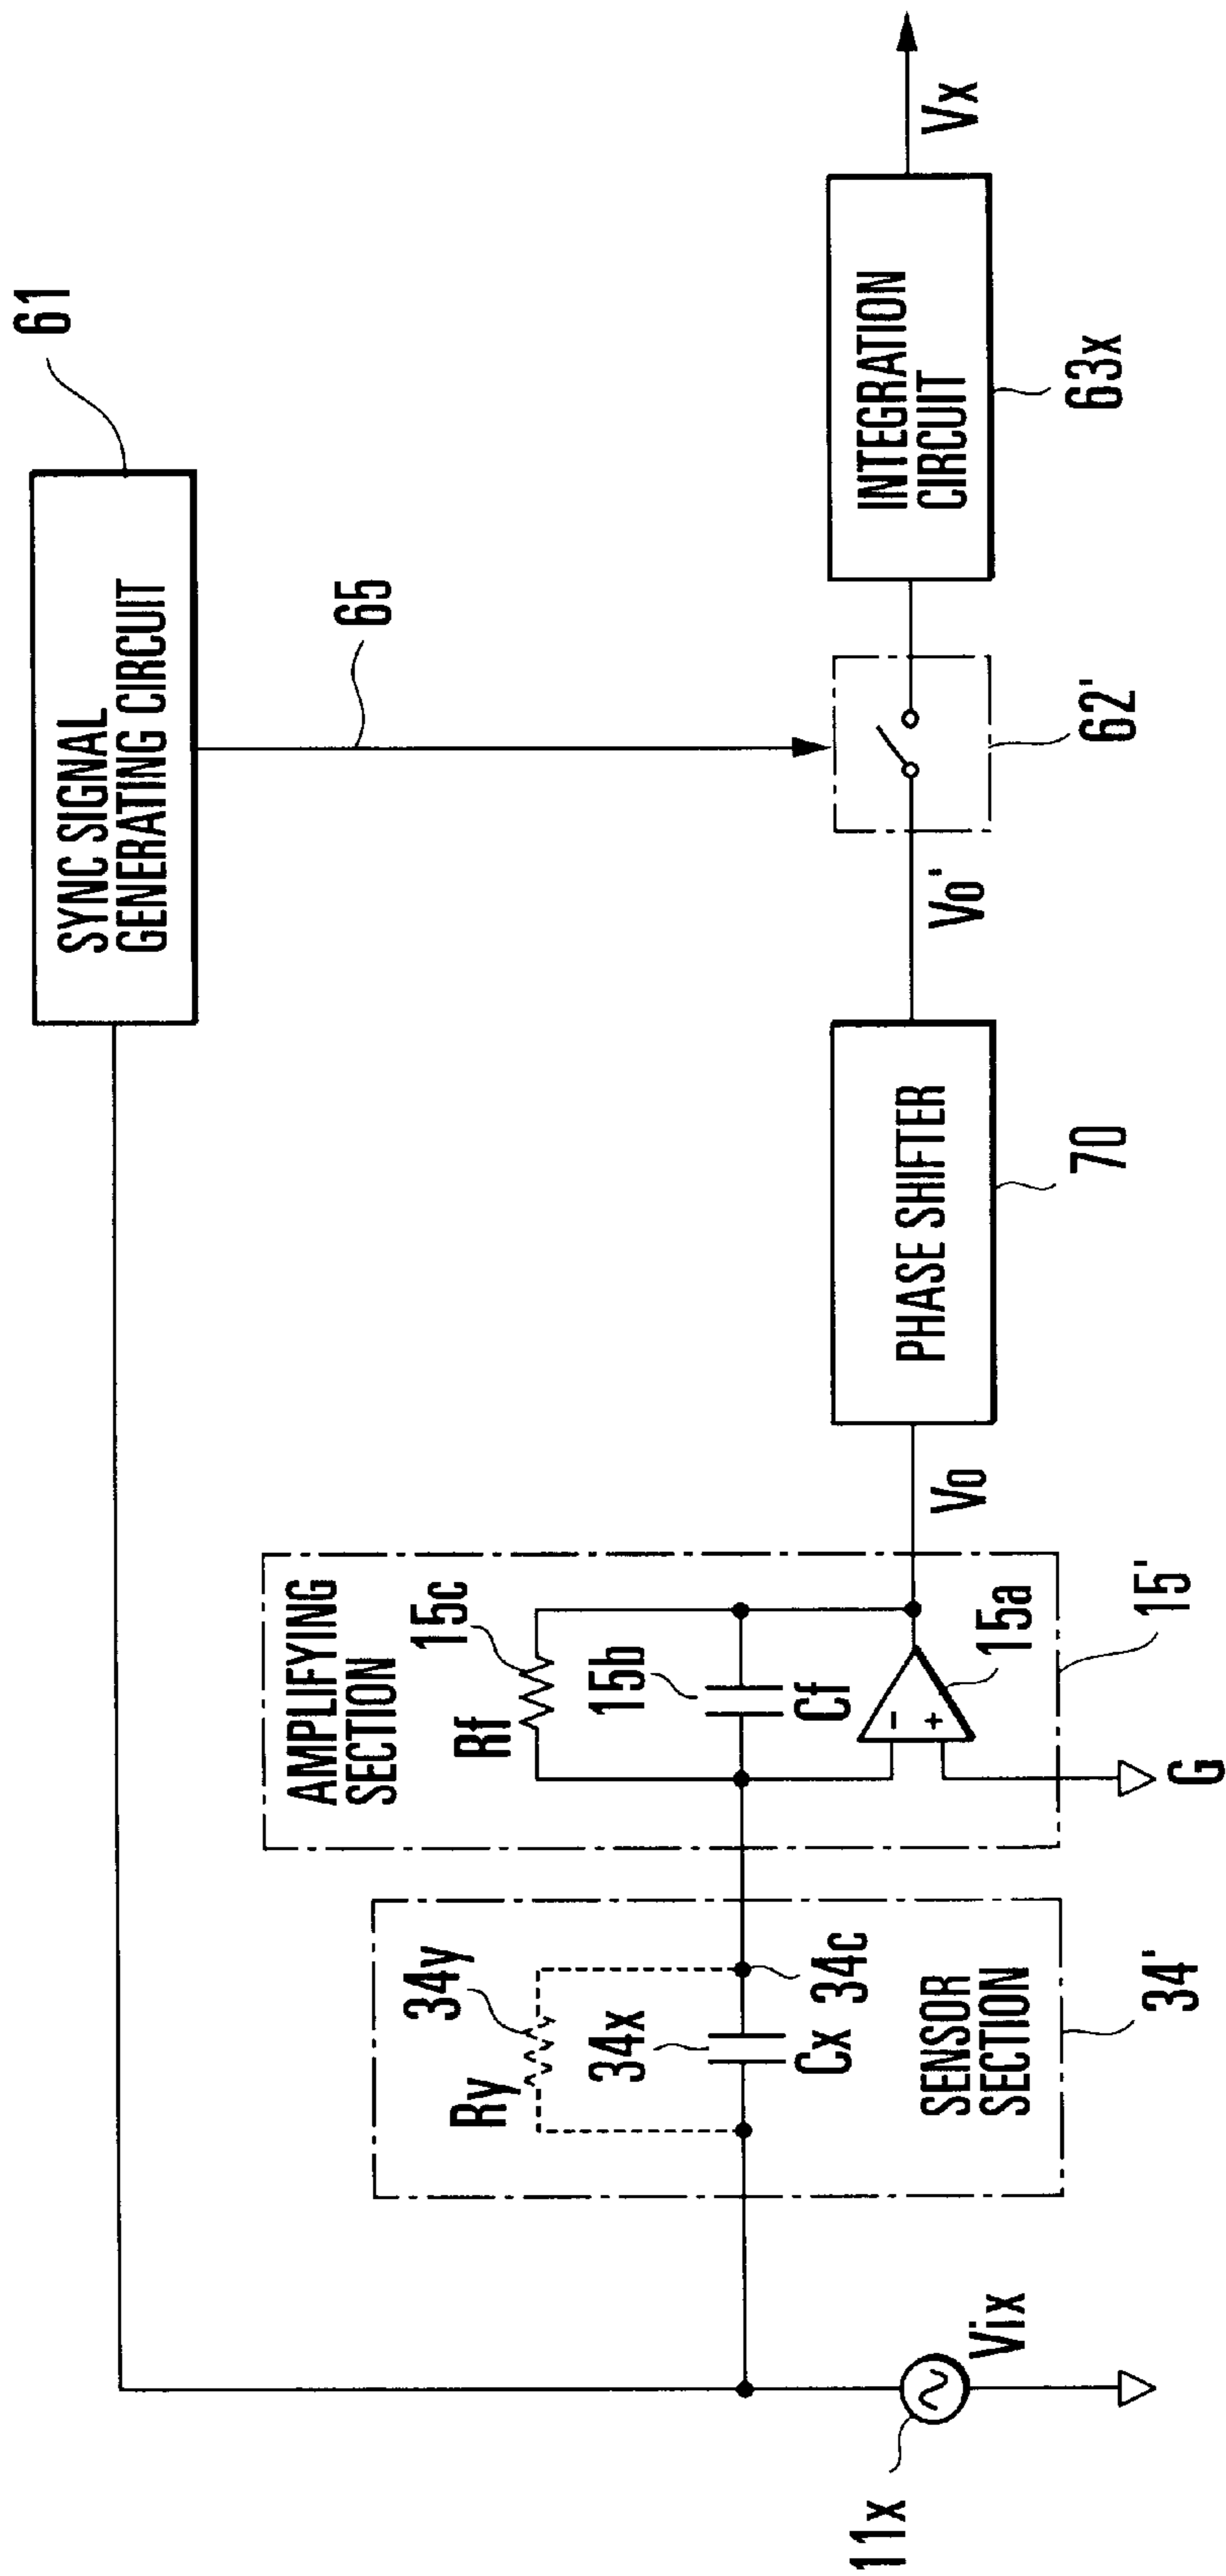 61
SYNC SIGNAL
GENERATING CIRCUIT
65
AMPLIFYING
SECTION
15c
Rf
15b
Cf
-
+
15a
G
15'
34y
Ry
34x
Cx
34c
SENSOR
SECTION
34'
11x
Vix
Vo
PHASE SHIFTER
70
Vo'
62'
INTEGRATION
CIRCUIT
63x
Vx